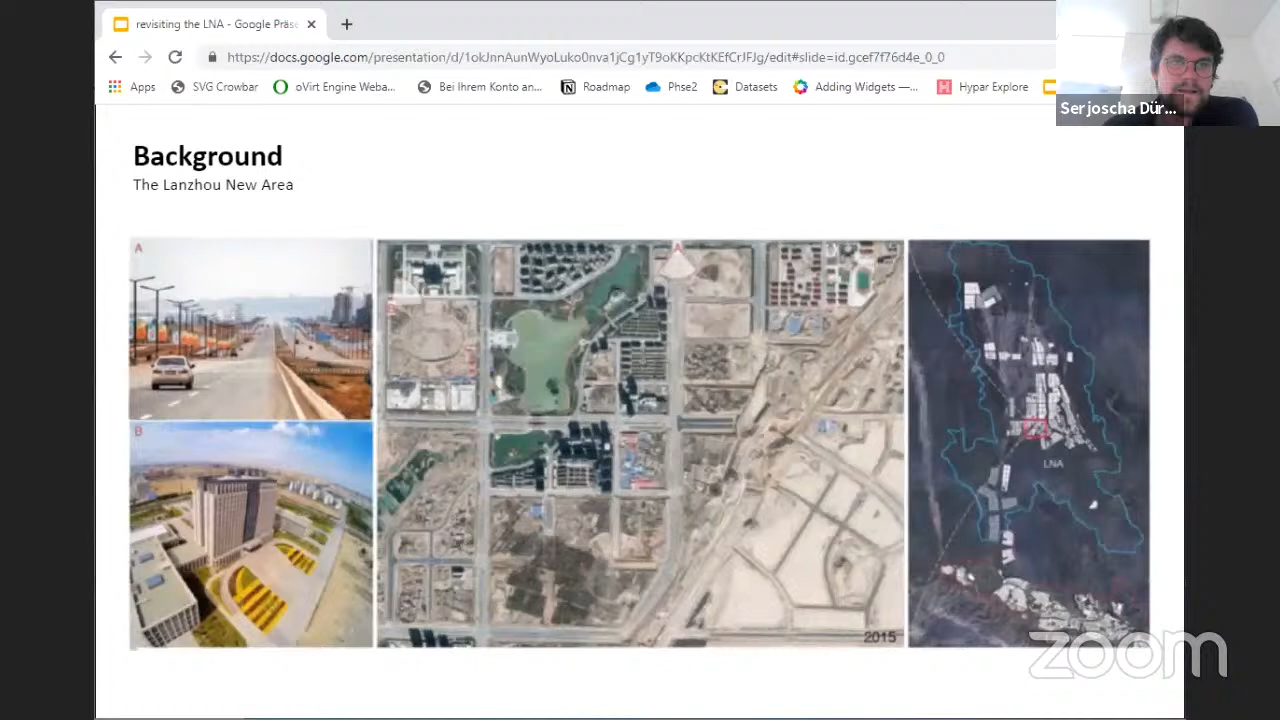 revisiting the LNA - Google Präse
https://docs.google.com/presentation/d/1okJnnAunWyoLuko0nva1jCg1yT9oKKpcKtKEfCrJFJg/edit#slide=id.gcef7f76d4e_0_0
Apps SVG Crowbar oVirt Engine Weba... Bei Ihrem Konto an... Roadmap Phse2 Datasets Adding Widgets —... Hypar Explore
Serjoscha Dür...
Background
The Lanzhou New Area
A
A
B
B
LNA
2015
zoom